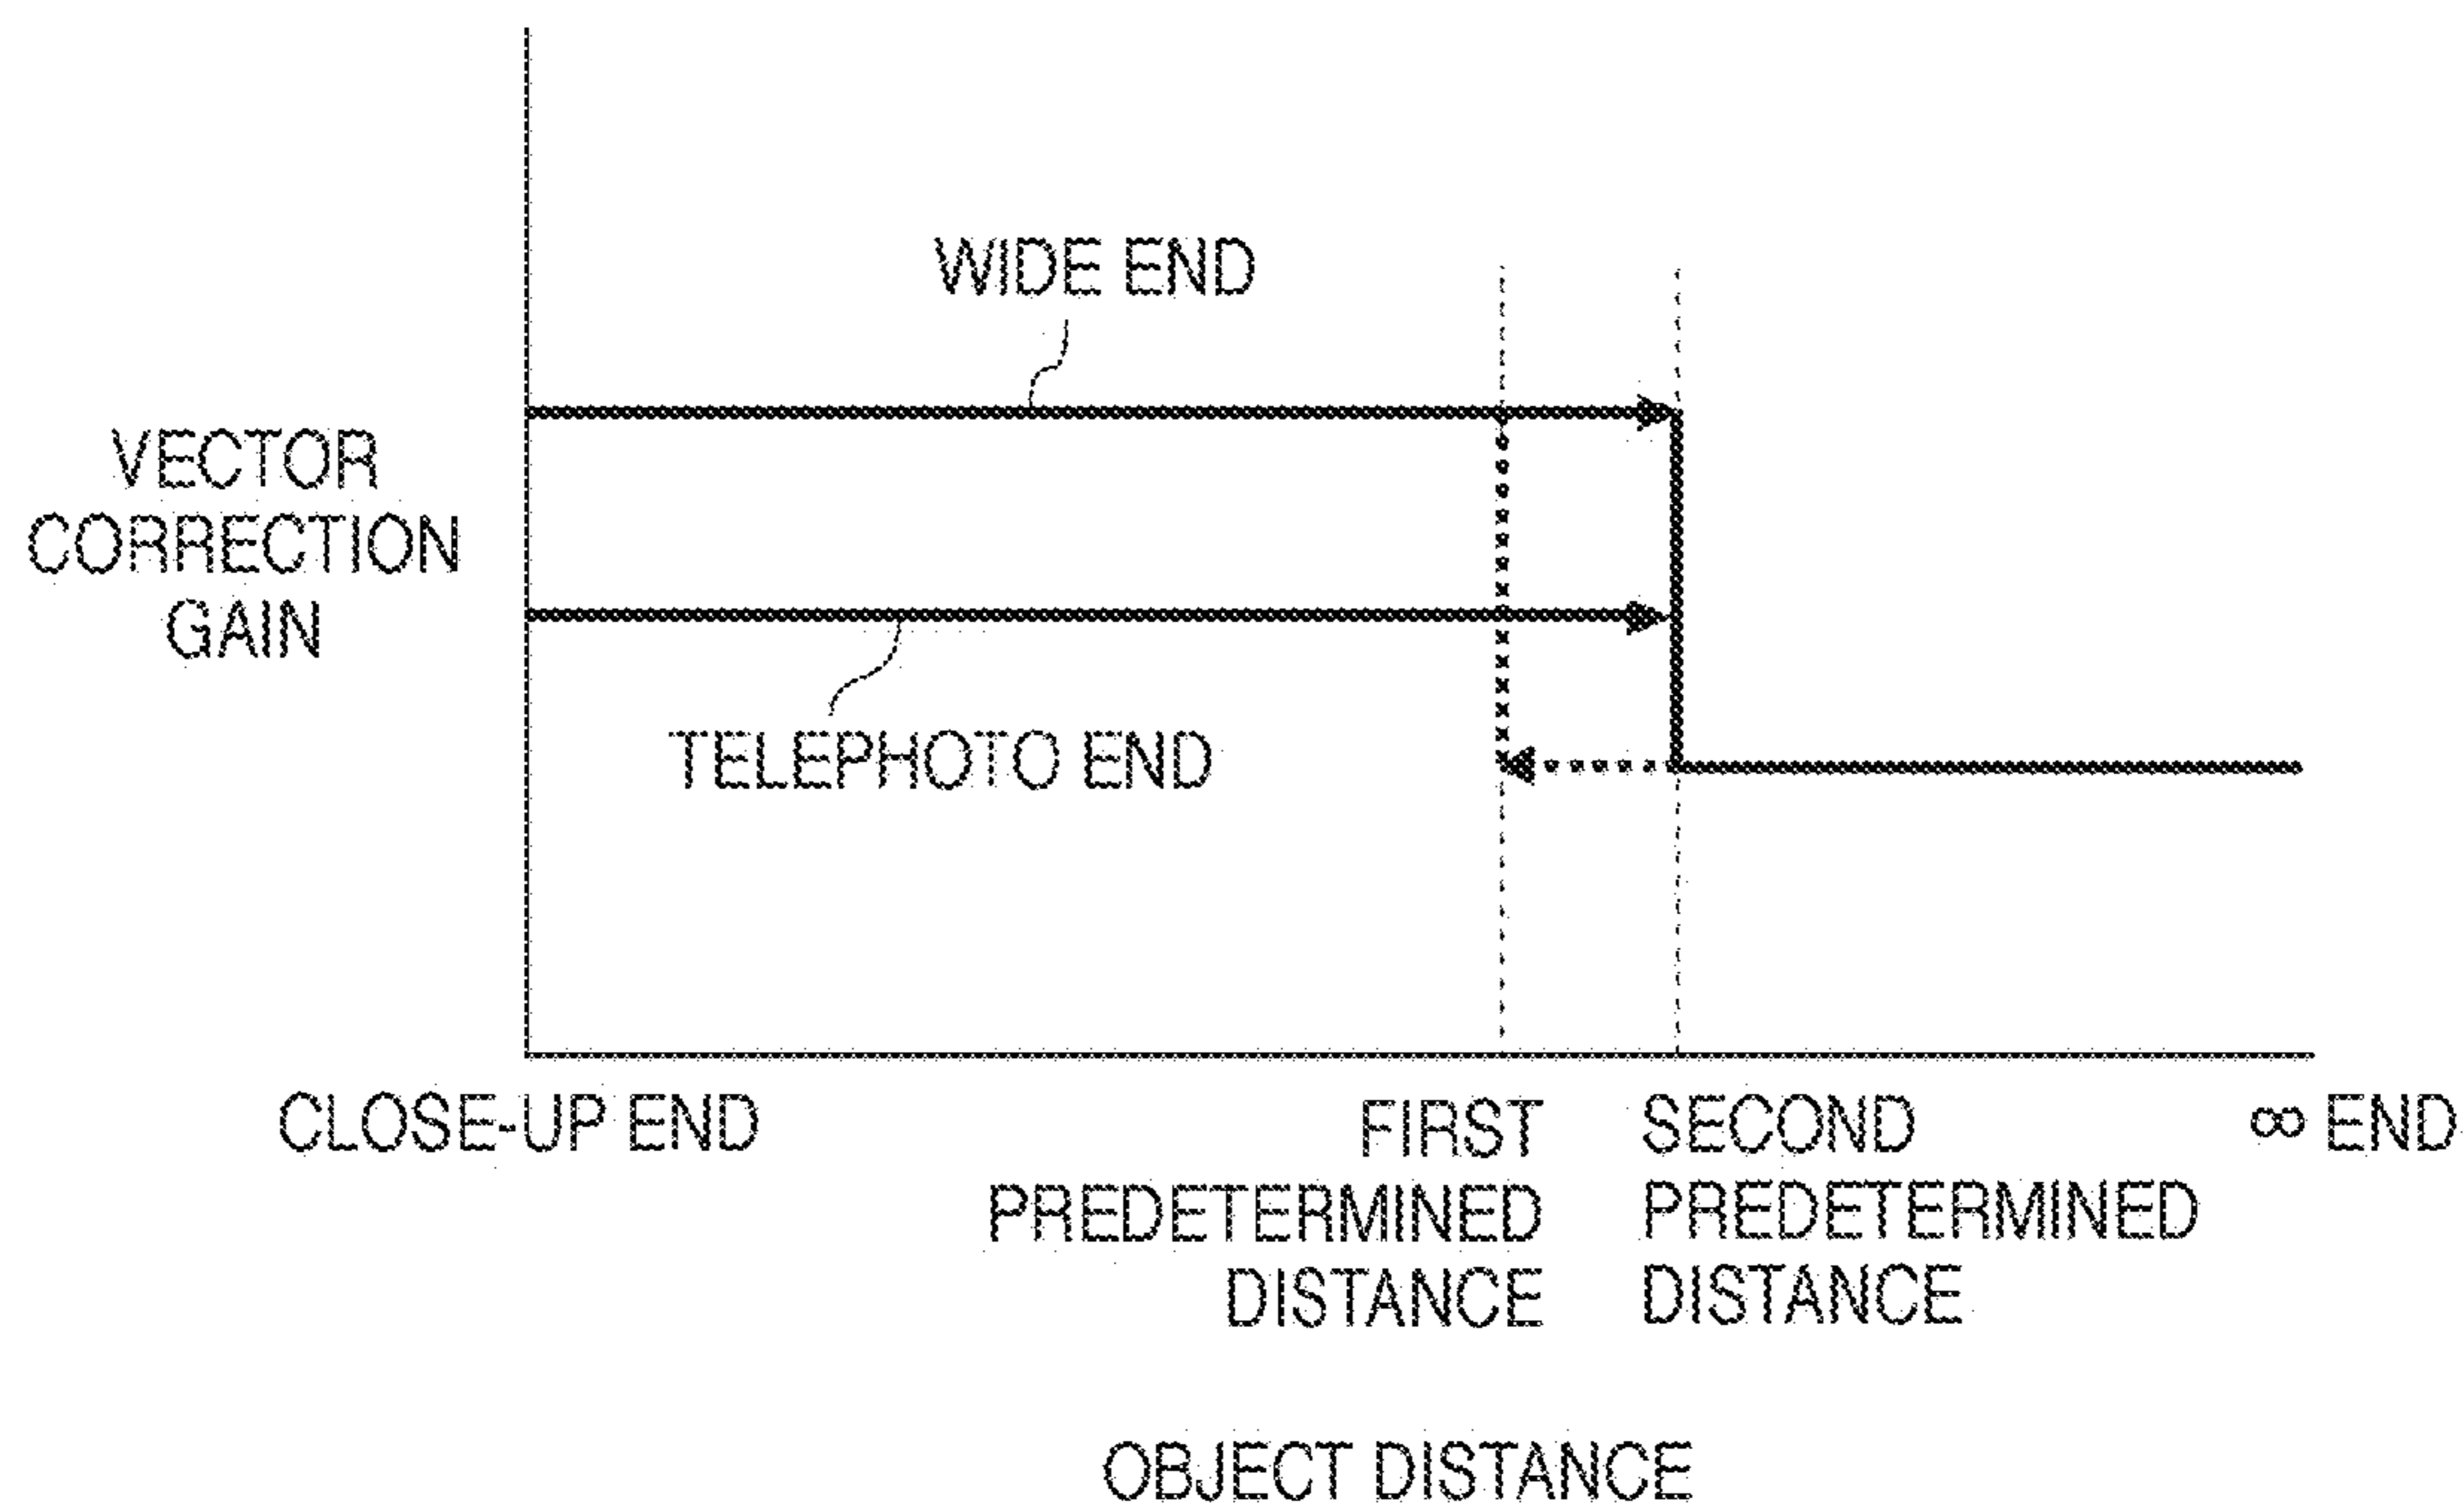 WIDE END
VECTOR
CORRECTION
GAIN
TELEPHOTO END
CLOSE-UP END
FIRST
PREDETERMINED
DISTANCE
SECOND
PREDETERMINED
DISTANCE
∞ END
OBJECT DISTANCE